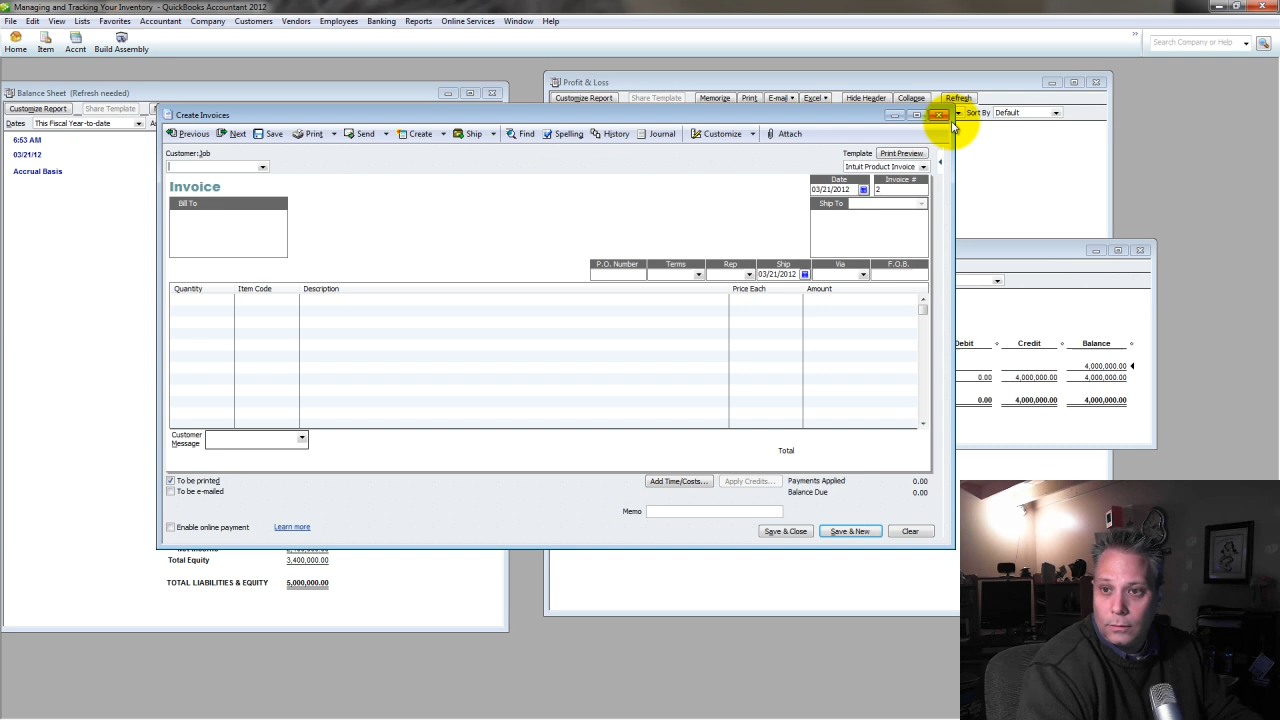 Managing and Tracking Your Inventory - QuickBooks Accountant 2012
File Edit View Lists Favorites Accountant Company Customers Vendors Employees Banking Reports Online Services Window Help
Home Item Accnt Build Assembly
Search Company or Help
Balance Sheet (Refresh needed)
Customize Report Share Template
Dates This Fiscal Year-to-date
6:53 AM
03/21/12
Accrual Basis
Total Equity 3,400,000.00
TOTAL LIABILITIES & EQUITY 5,000,000.00
Profit & Loss
Customize Report Share Template Memorize Print E-mail Excel Hide Header Collapse Refresh
Sort By Default
Create Invoices
Previous Next Save Print Send Create Ship Find Spelling History Journal Customize Attach
Customer:Job
Template Print Preview
Intuit Product Invoice
Invoice
Date Invoice #
03/21/2012 2
Bill To
Ship To
P.O. Number Terms Rep Ship Via F.O.B.
03/21/2012
Quantity Item Code Description Price Each Amount
Customer
Message
Total
To be printed
To be e-mailed
Add Time/Costs... Apply Credits... Payments Applied 0.00
Balance Due 0.00
Memo
Enable online payment Learn more
Save & Close Save & New Clear
Debit Credit Balance
4,000,000.00
0.00 4,000,000.00 4,000,000.00
0.00 4,000,000.00 4,000,000.00